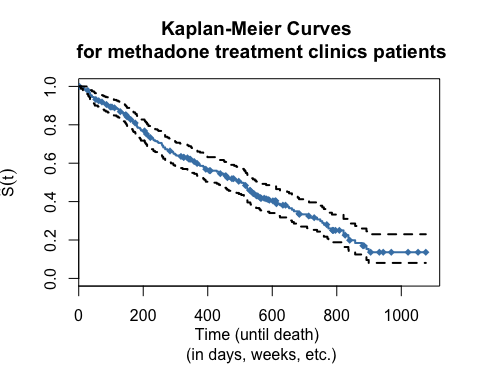 Kaplan-Meier Curves
for methadone treatment clinics patients
1.0
0.8
0.6
0.4
0.2
0.0
S(t)
0 200 400 600 800 1000
Time (until death)
(in days, weeks, etc.)